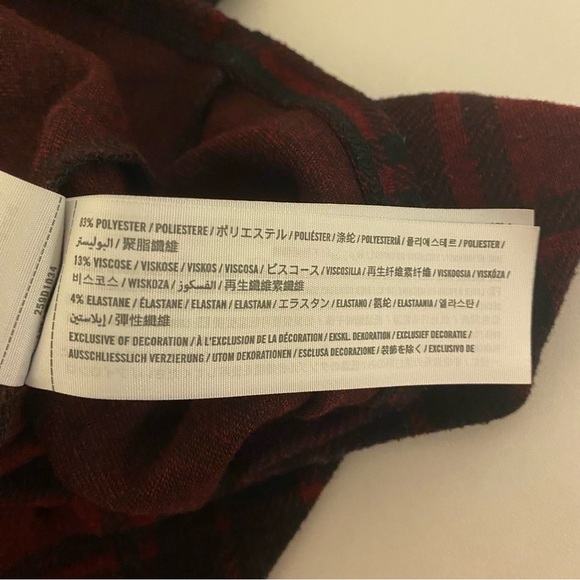 83% POLYESTER / POLIESTERE / ポリエステル / POLIÉSTER / 涤纶 / POLYESTERIÄ / 폴리에스테르 / POLIESTER /
البوليستر / 聚脂纖維
13% VISCOSE / VISKOSE / VISKOS / VISCOSA / ビスコース / VISCOSILLA / 再生纤维素纤维 / VISKOOSIA / VISKÓZA /
비스코스 / WISKOZA / الفسكوز / 再生纖維素纖維
4% ELASTANE / ÉLASTANE / ELASTAN / ELASTAAN / エラスタン / ELASTANO / 氨纶 / ELASTAANIA / 엘라스탄 /
إيلاستين / 彈性纖維
EXCLUSIVE OF DECORATION / À L'EXCLUSION DE LA DÉCORATION / EKSKL. DEKORATION / EXCLUSIEF DECORATIE /
AUSSCHLIESSLICH VERZIERUNG / UTOM DEKORATIONEN / ESCLUSA DECORAZIONE / 装飾を除く / EXCLUSIVO DE
25901034